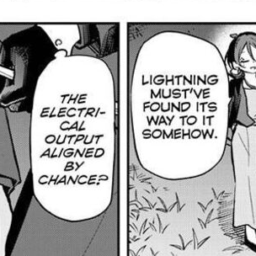 LIGHTNING
MUST'VE
FOUND ITS
WAY TO IT
SOMEHOW.
THE
ELECTRI-
CAL
OUTPUT
ALIGNED
BY
CHANCE?